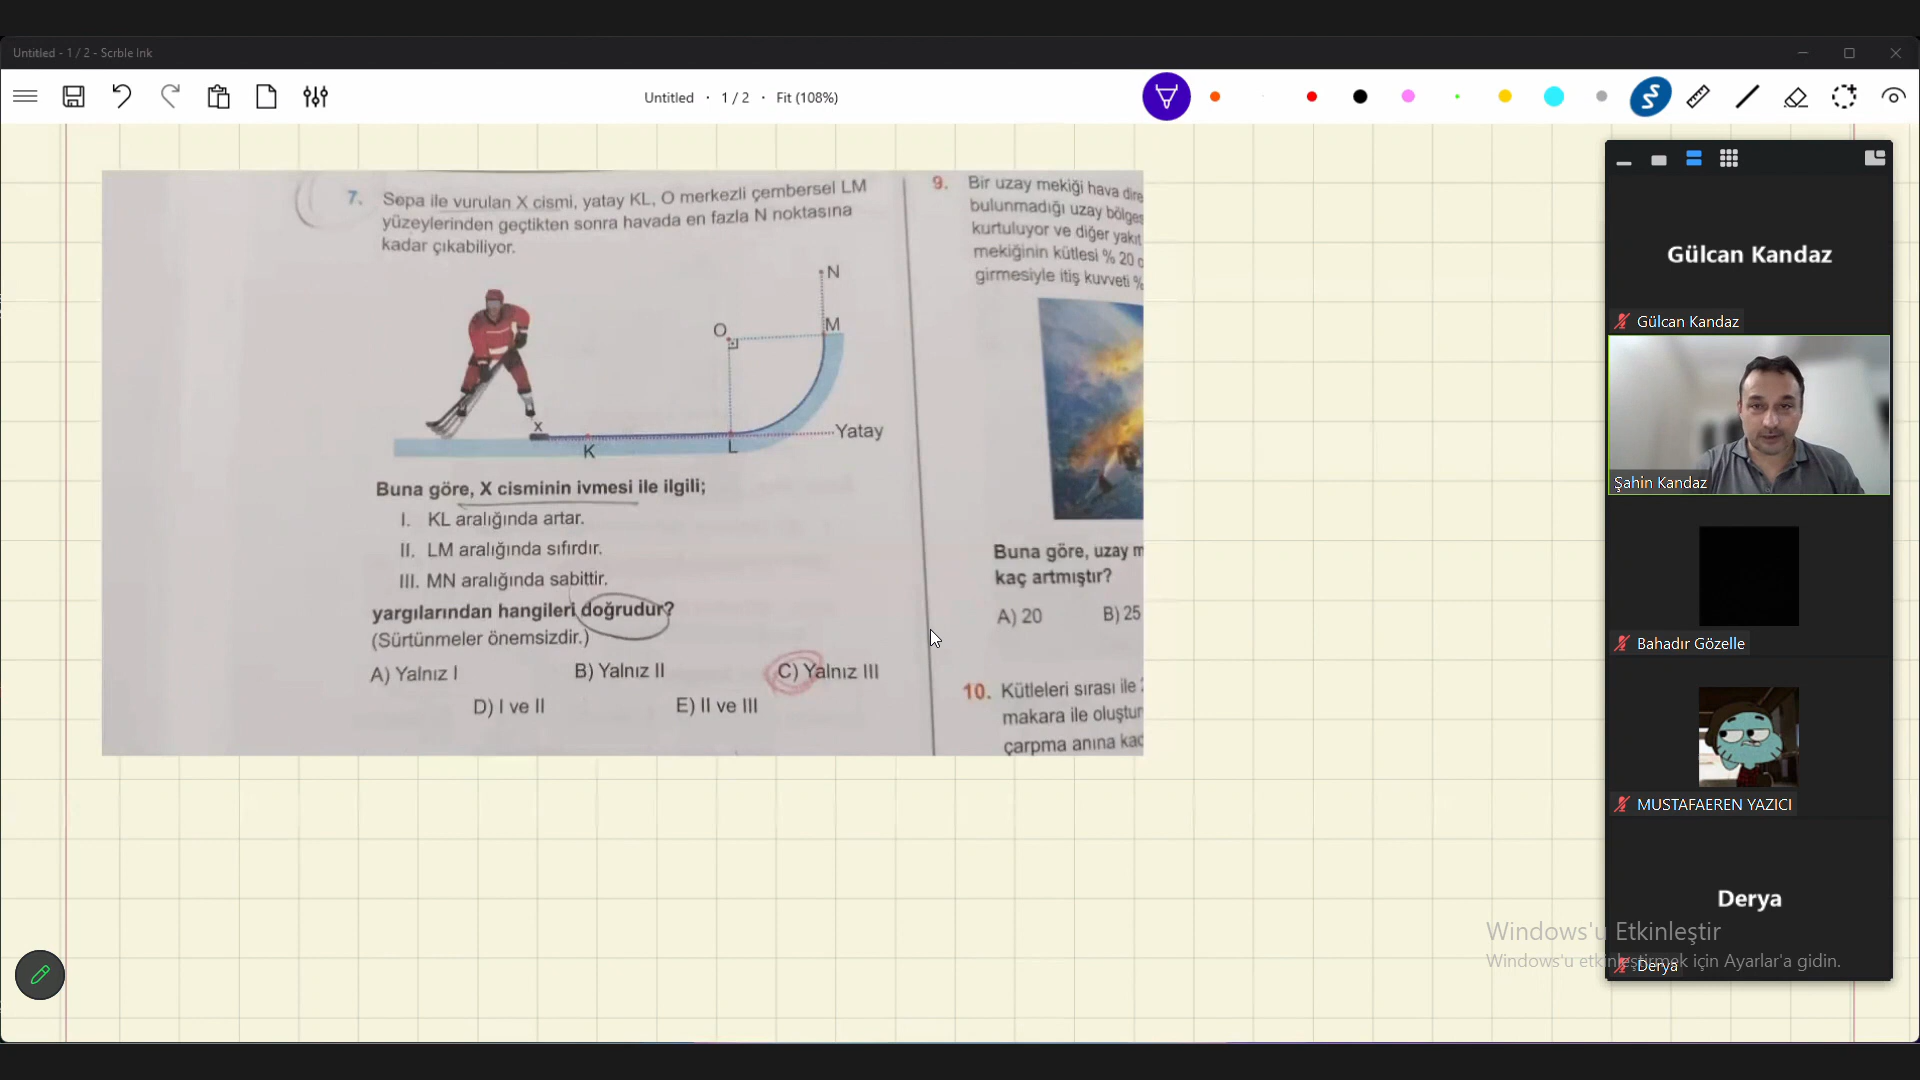 Untitled - 1 / 2 - Scrble Ink
Untitled · 1 / 2 · Fit (108%)
7. Sopa ile vurulan X cismi, yatay KL, O merkezli çembersel LM
yüzeylerinden geçtikten sonra havada en fazla N noktasına
kadar çıkabiliyor.
N
O
M
X
K
L
Yatay
Buna göre, X cisminin ivmesi ile ilgili;
I. KL aralığında artar.
II. LM aralığında sıfırdır.
III. MN aralığında sabittir.
yargılarından hangileri doğrudur?
(Sürtünmeler önemsizdir.)
A) Yalnız I
B) Yalnız II
C) Yalnız III
D) I ve II
E) II ve III
9. Bir uzay mekiği hava dire
bulunmadığı uzay bölges
kurtuluyor ve diğer yakıt
mekiğinin kütlesi % 20 o
girmesiyle itiş kuvveti %
Buna göre, uzay m
kaç artmıştır?
A) 20
B) 25
10. Kütleleri sırası ile
makara ile oluştur
çarpma anına kad
Gülcan Kandaz
Gülcan Kandaz
Şahin Kandaz
Bahadır Gözelle
MUSTAFAEREN YAZICI
Derya
Derya
Windows'u Etkinleştir
Windows'u etkinleştirmek için Ayarlar'a gidin.